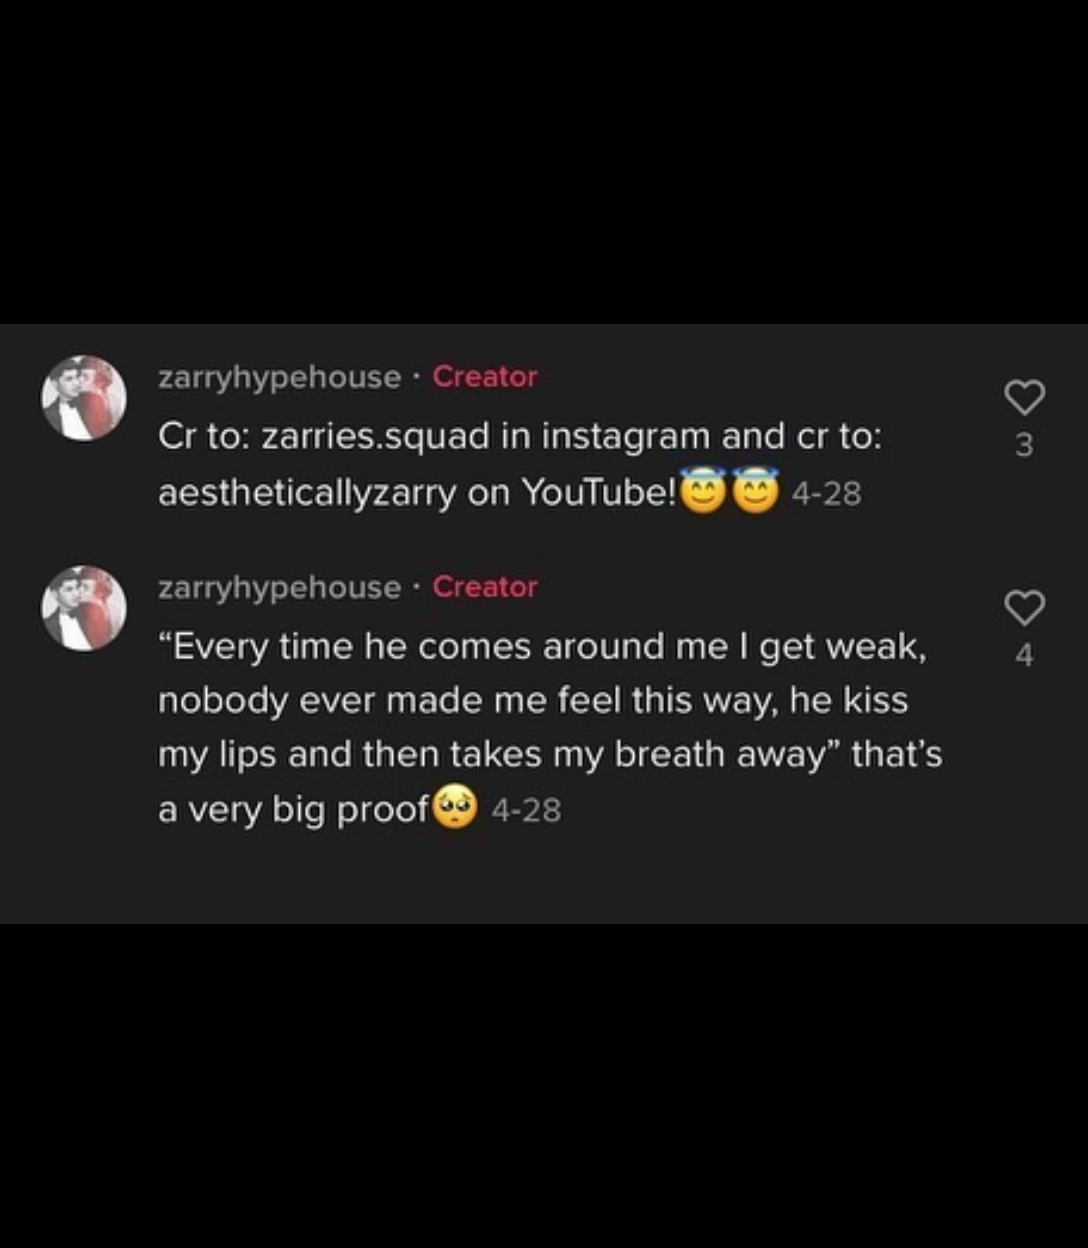 zarryhypehouse · Creator
Cr to: zarries.squad in instagram and cr to:
aestheticallyzarry on YouTube!😇😇 4-28
3
zarryhypehouse · Creator
“Every time he comes around me I get weak,
nobody ever made me feel this way, he kiss
my lips and then takes my breath away” that’s
a very big proof🥺 4-28
4